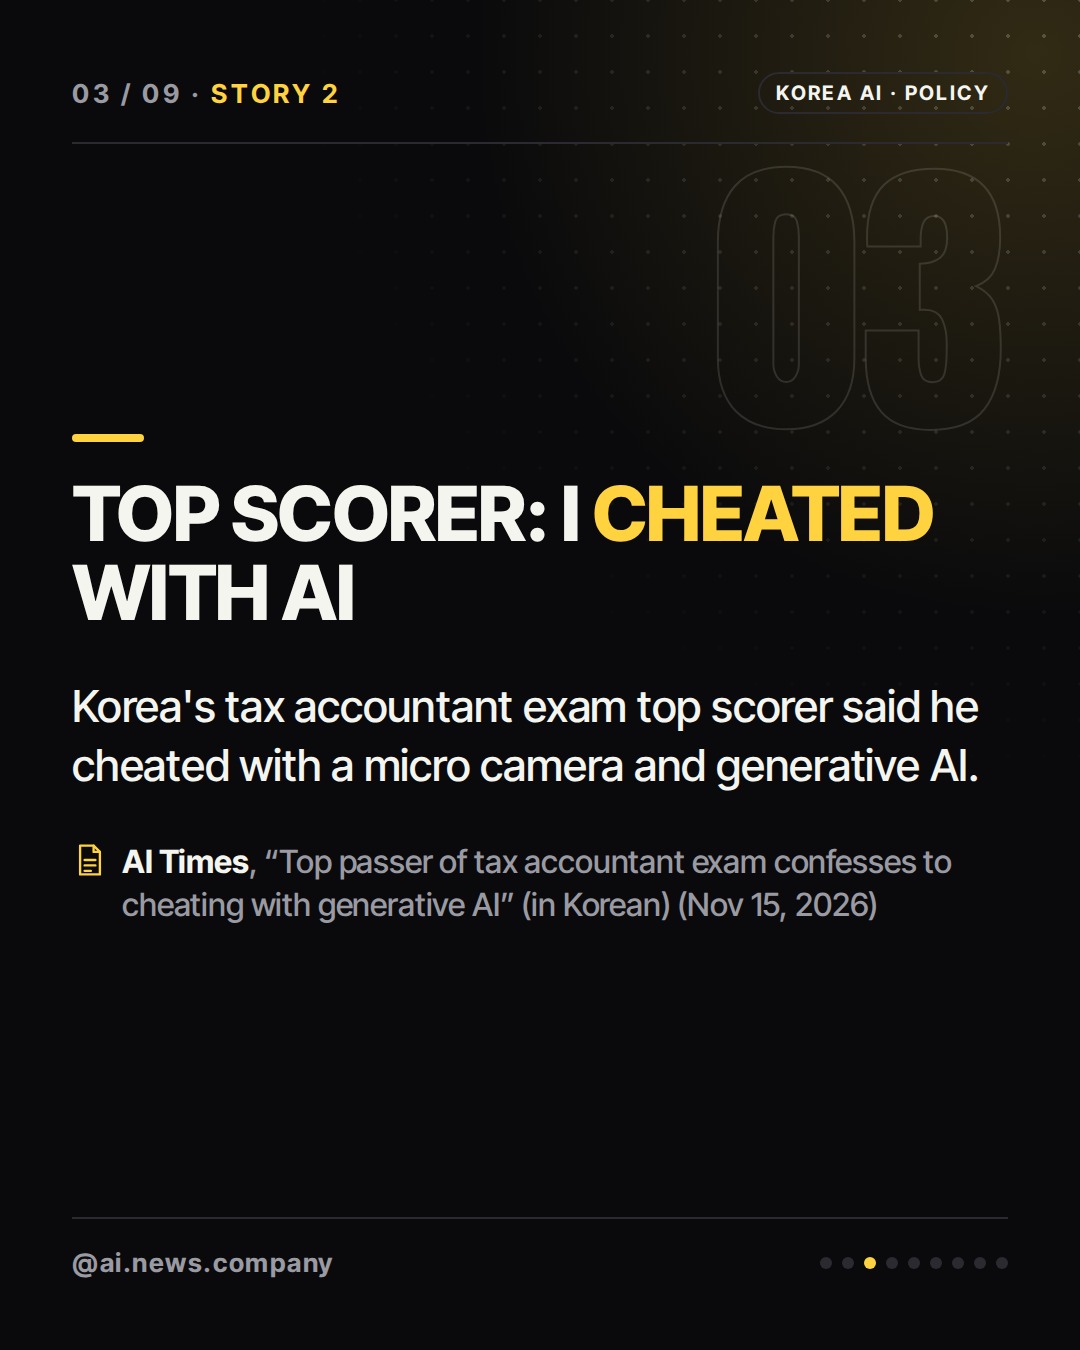 03 / 09 · STORY 2
KOREA AI · POLICY
03
TOP SCORER: I CHEATED
WITH AI
Korea's tax accountant exam top scorer said he
cheated with a micro camera and generative AI.
AI Times, “Top passer of tax accountant exam confesses to
cheating with generative AI” (in Korean) (Nov 15, 2026)
@ai.news.company